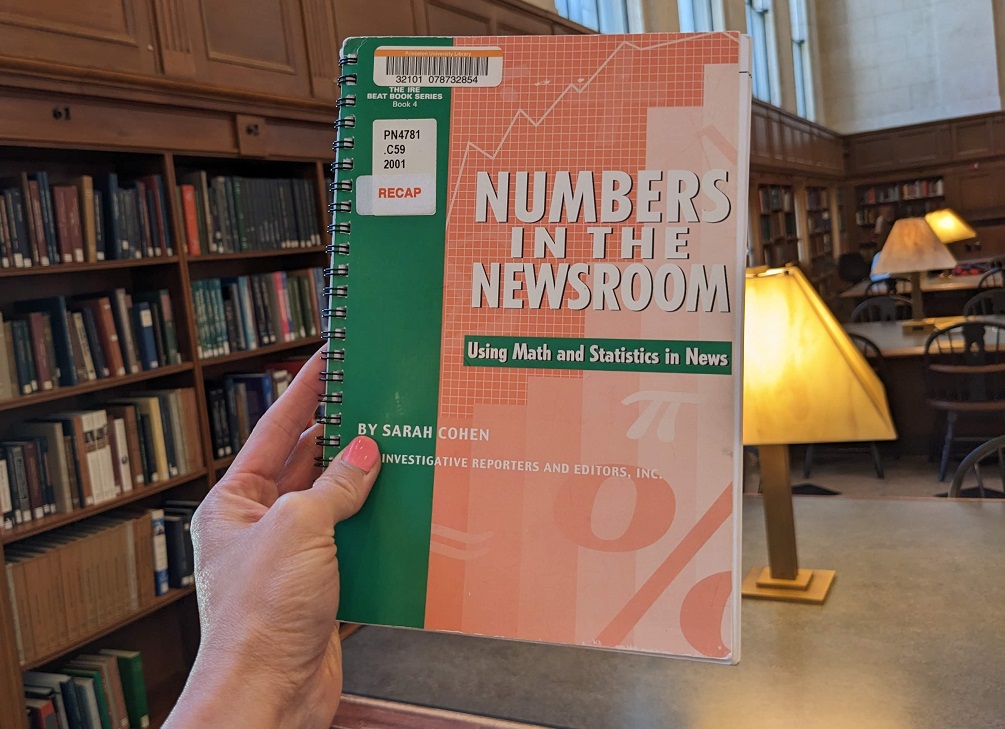 Princeton University Library
32101 078732854
THE IRE
BEAT BOOK SERIES
Book 4
PN4781
.C59
2001
RECAP
NUMBERS
IN THE
NEWSROOM
Using Math and Statistics in News
BY SARAH COHEN
INVESTIGATIVE REPORTERS AND EDITORS, INC.
π
%